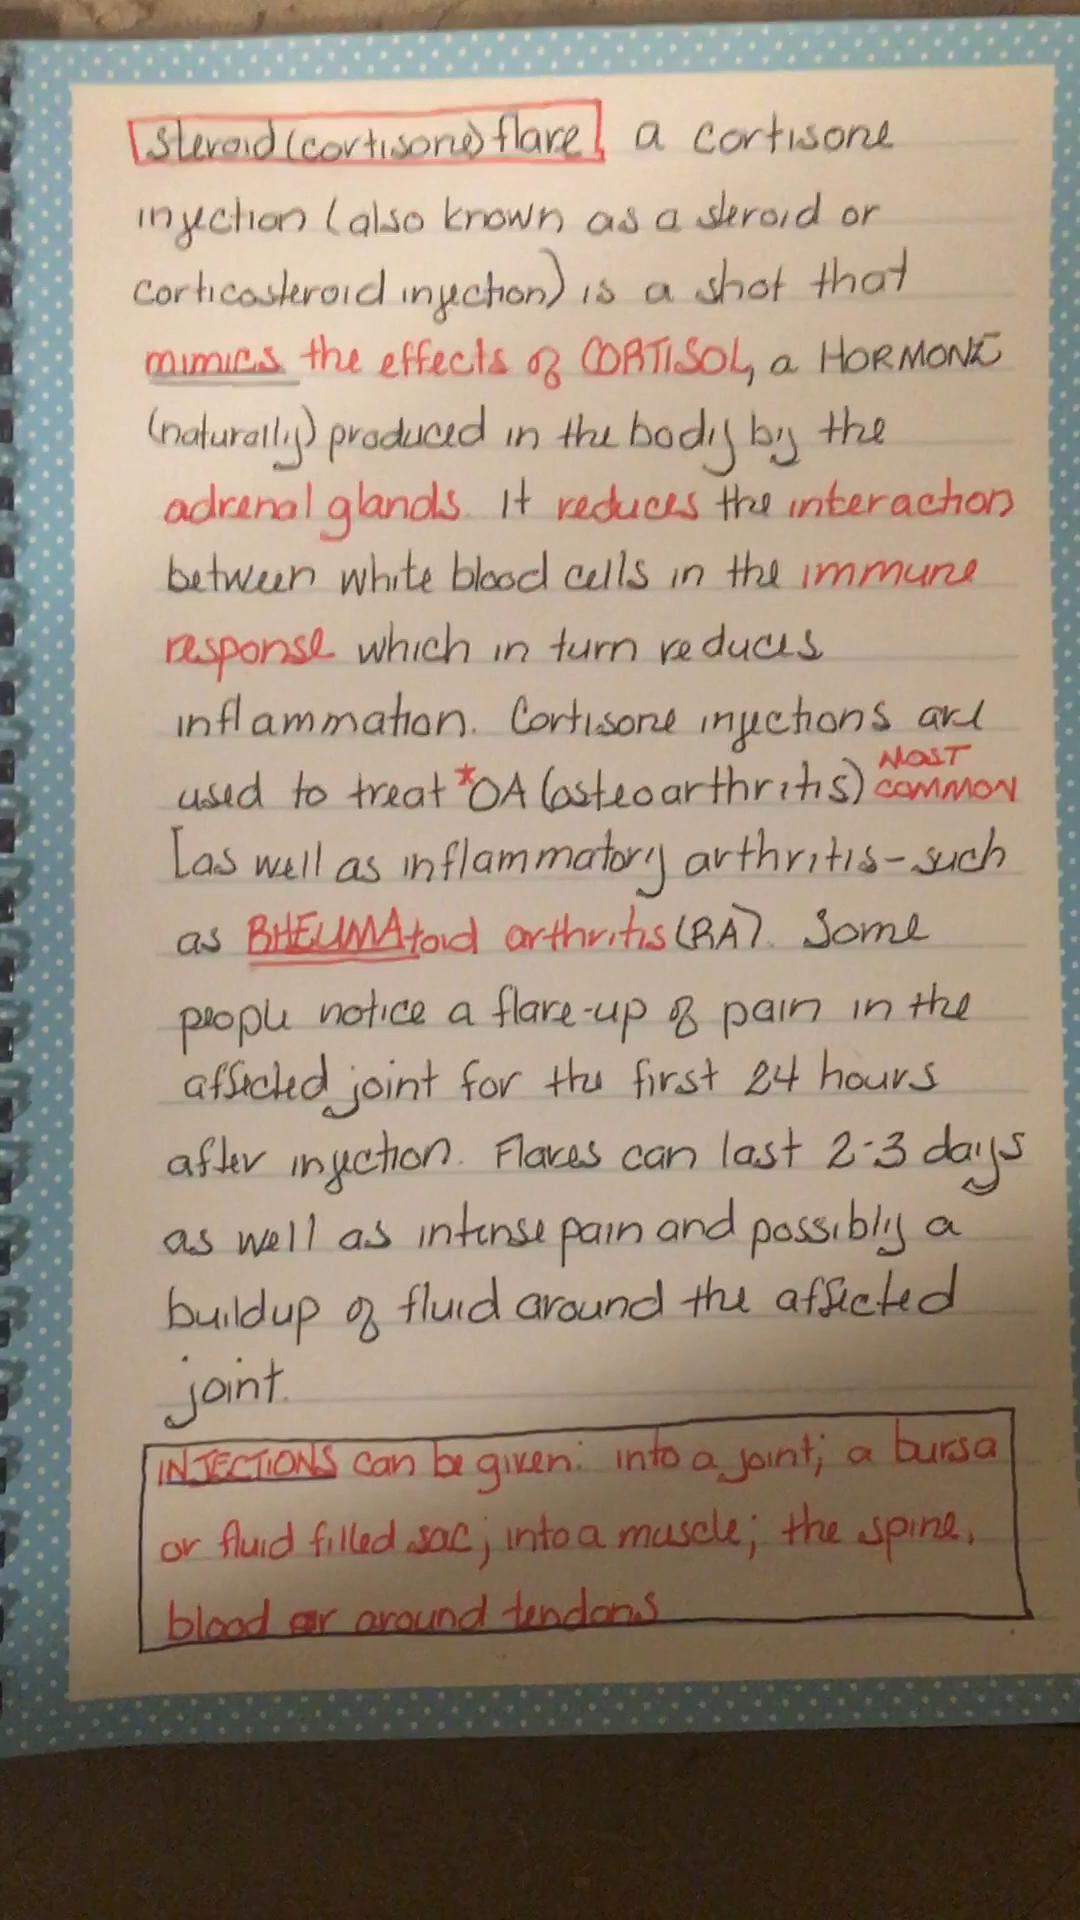 steroid (cortisone) flare, a cortisone
injection (also known as a steroid or
corticosteroid injection) is a shot that
mimics the effects of CORTISOL, a HORMONE
(naturally) produced in the body by the
adrenal glands. It reduces the interaction
between white blood cells in the immune
response which in turn reduces
inflammation. Cortisone injections are
used to treat *OA (osteoarthritis) MOST COMMON
[as well as inflammatory arthritis-such
as RHEUMAtoid arthritis (RA). Some
people notice a flare-up of pain in the
affected joint for the first 24 hours
after injection. Flares can last 2-3 days
as well as intense pain and possibly a
buildup of fluid around the affected
joint.
INJECTIONS can be given: into a joint; a bursa
or fluid filled sac; into a muscle; the spine,
blood or around tendons